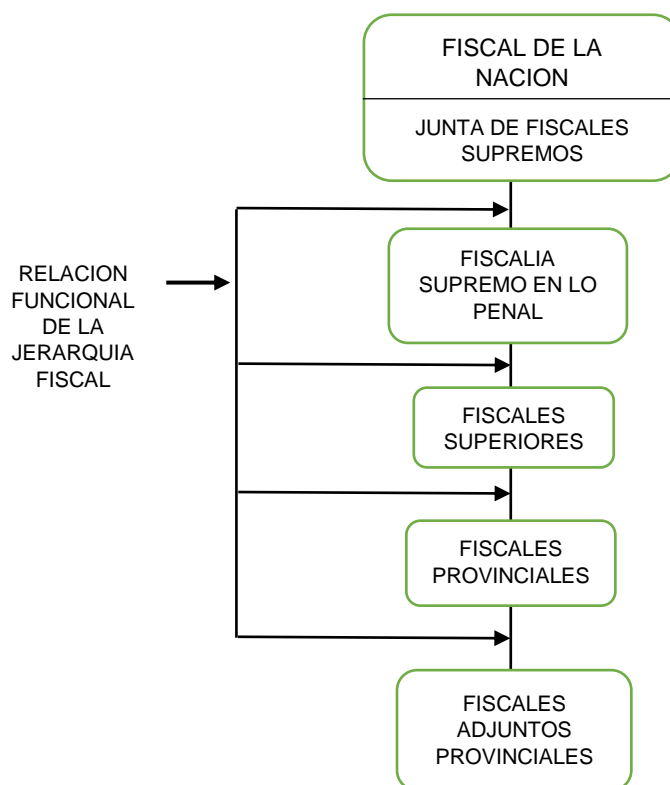 FISCAL DE LA
NACION
JUNTA DE FISCALES
SUPREMOS
RELACION
FUNCIONAL
DE LA
JERARQUIA
FISCAL
FISCALIA
SUPREMO EN LO
PENAL
FISCALES
SUPERIORES
FISCALES
PROVINCIALES
FISCALES
ADJUNTOS
PROVINCIALES